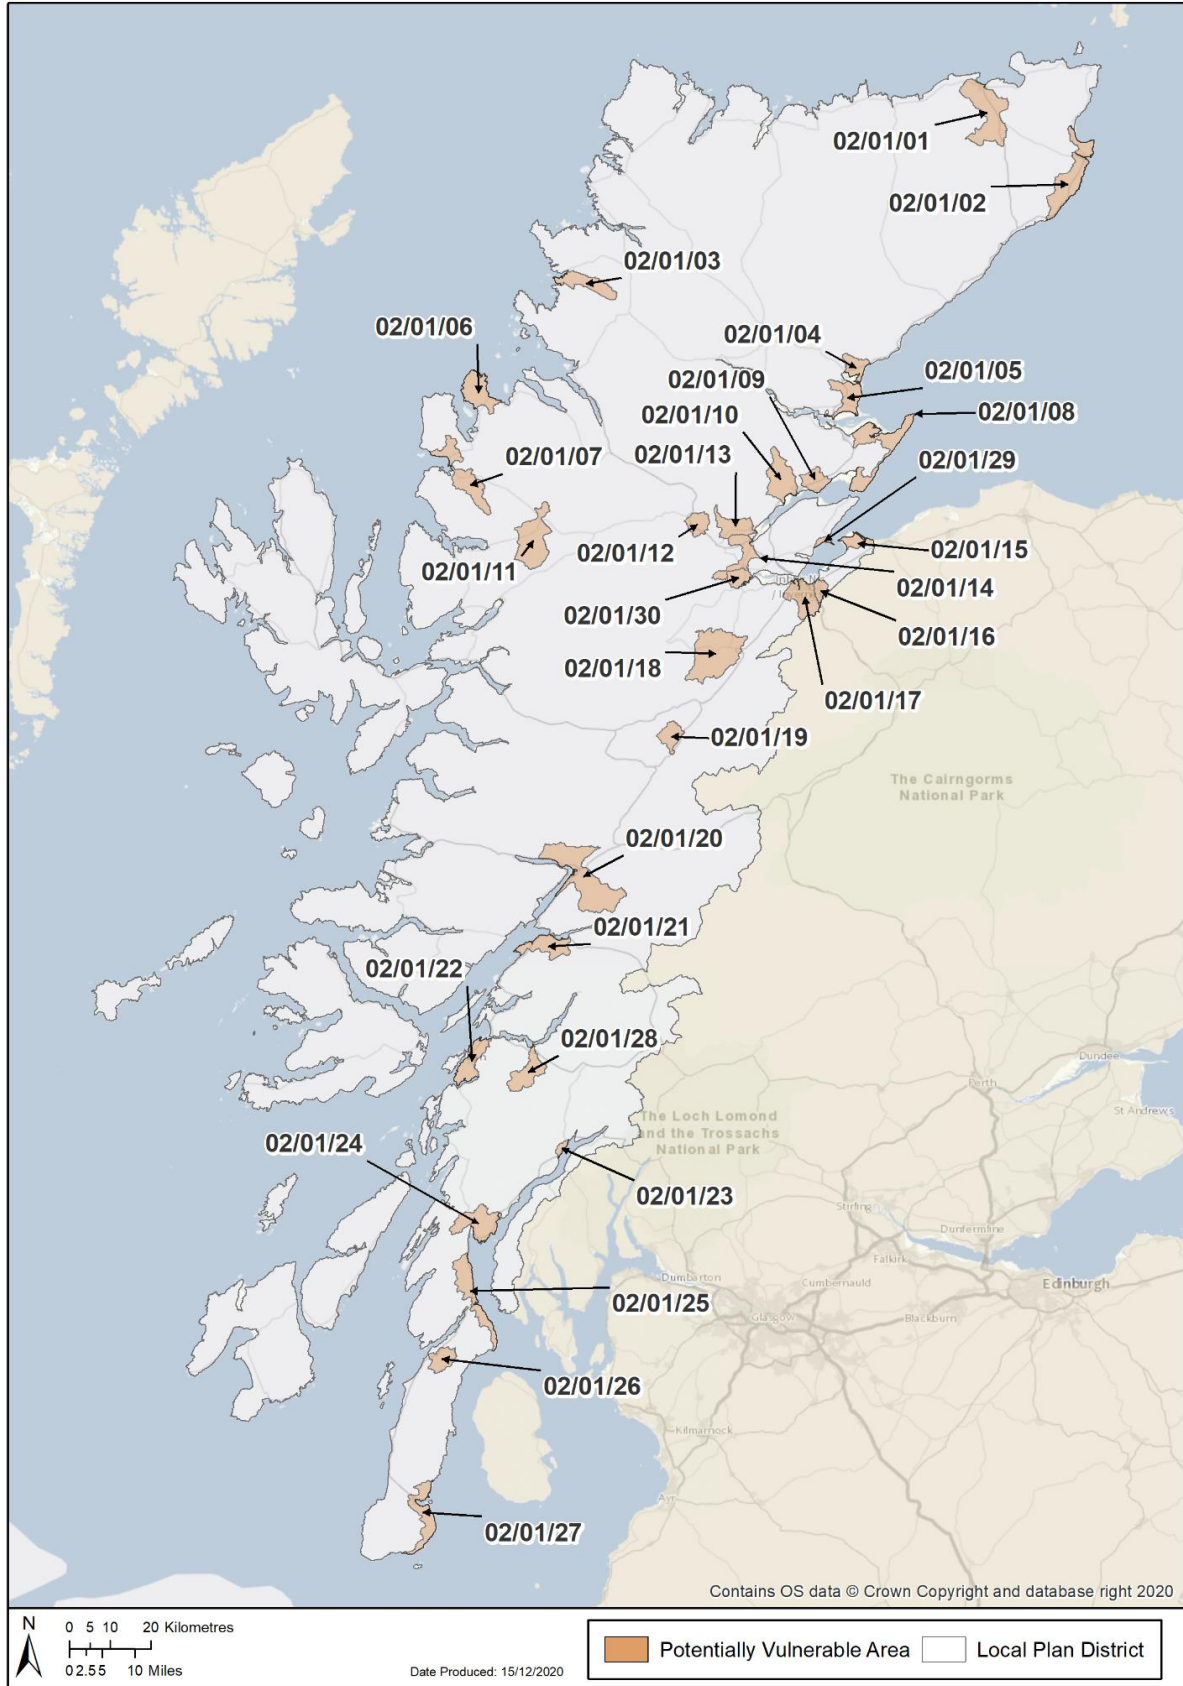 02/01/01
02/01/02
02/01/03
02/01/06
02/01/04
02/01/09
02/01/05
02/01/10
02/01/08
02/01/13
02/01/07
02/01/29
02/01/12
02/01/15
02/01/11
02/01/14
02/01/30
02/01/16
02/01/18
02/01/17
02/01/19
The Cairngorms
National Park
02/01/20
02/01/21
02/01/22
02/01/28
Dundee
Perth
St Andrews
The Loch Lomond
and the Trossachs
National Park
02/01/24
02/01/23
Stirling
Dunfermline
Falkirk
Dumbarton
Cumbernauld
Edinburgh
02/01/25
Glasgow
Blackburn
02/01/26
Kilmarnock
Ayr
02/01/27
Contains OS data © Crown Copyright and database right 2020
N
0 5 10 20 Kilometres
0 2.5 5 10 Miles
Date Produced: 15/12/2020
Potentially Vulnerable Area
Local Plan District